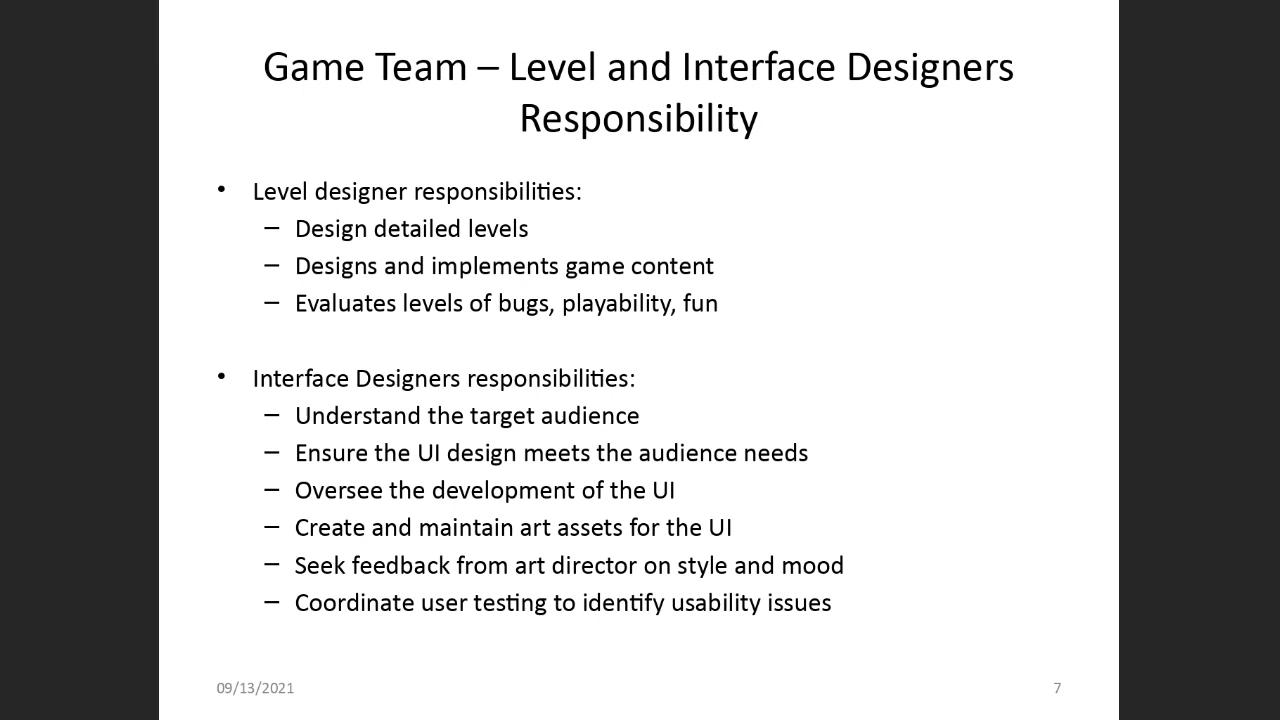 Game Team – Level and Interface Designers
Responsibility
• Level designer responsibilities:
– Design detailed levels
– Designs and implements game content
– Evaluates levels of bugs, playability, fun
• Interface Designers responsibilities:
– Understand the target audience
– Ensure the UI design meets the audience needs
– Oversee the development of the UI
– Create and maintain art assets for the UI
– Seek feedback from art director on style and mood
– Coordinate user testing to identify usability issues
09/13/2021
7